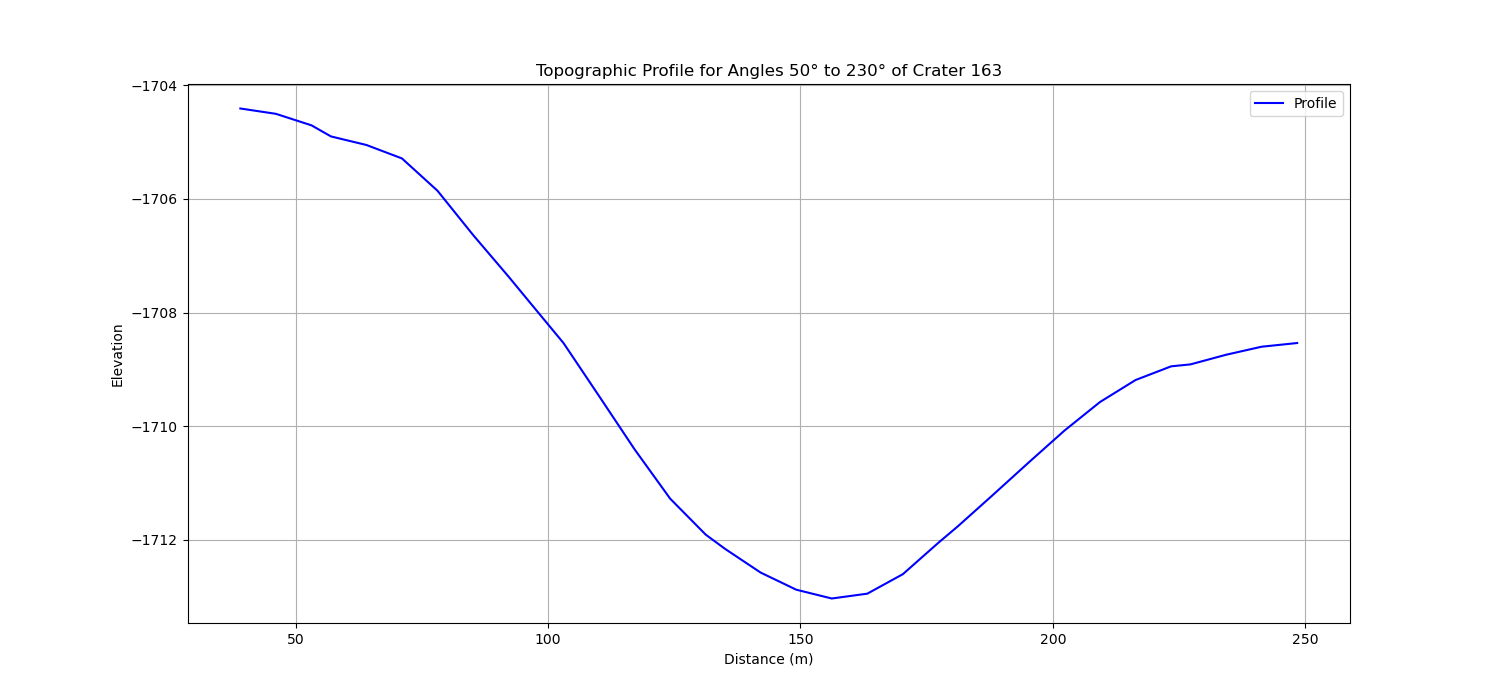 Topographic Profile for Angles 50° to 230° of Crater 163
Profile
−1704
−1706
−1708
−1710
−1712
Elevation
50
100
150
200
250
Distance (m)